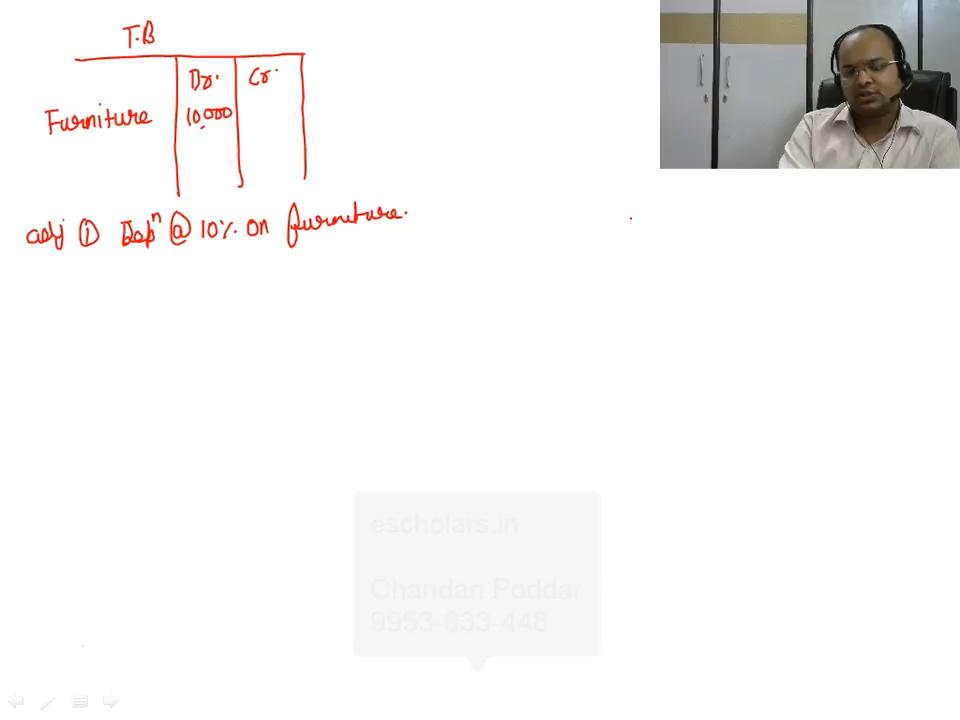 T.B
Dr. Cr.
Furniture 10,000
adj ① Depⁿ @ 10% on furniture.
escholars.in
Chandan Poddar
9953-633-448